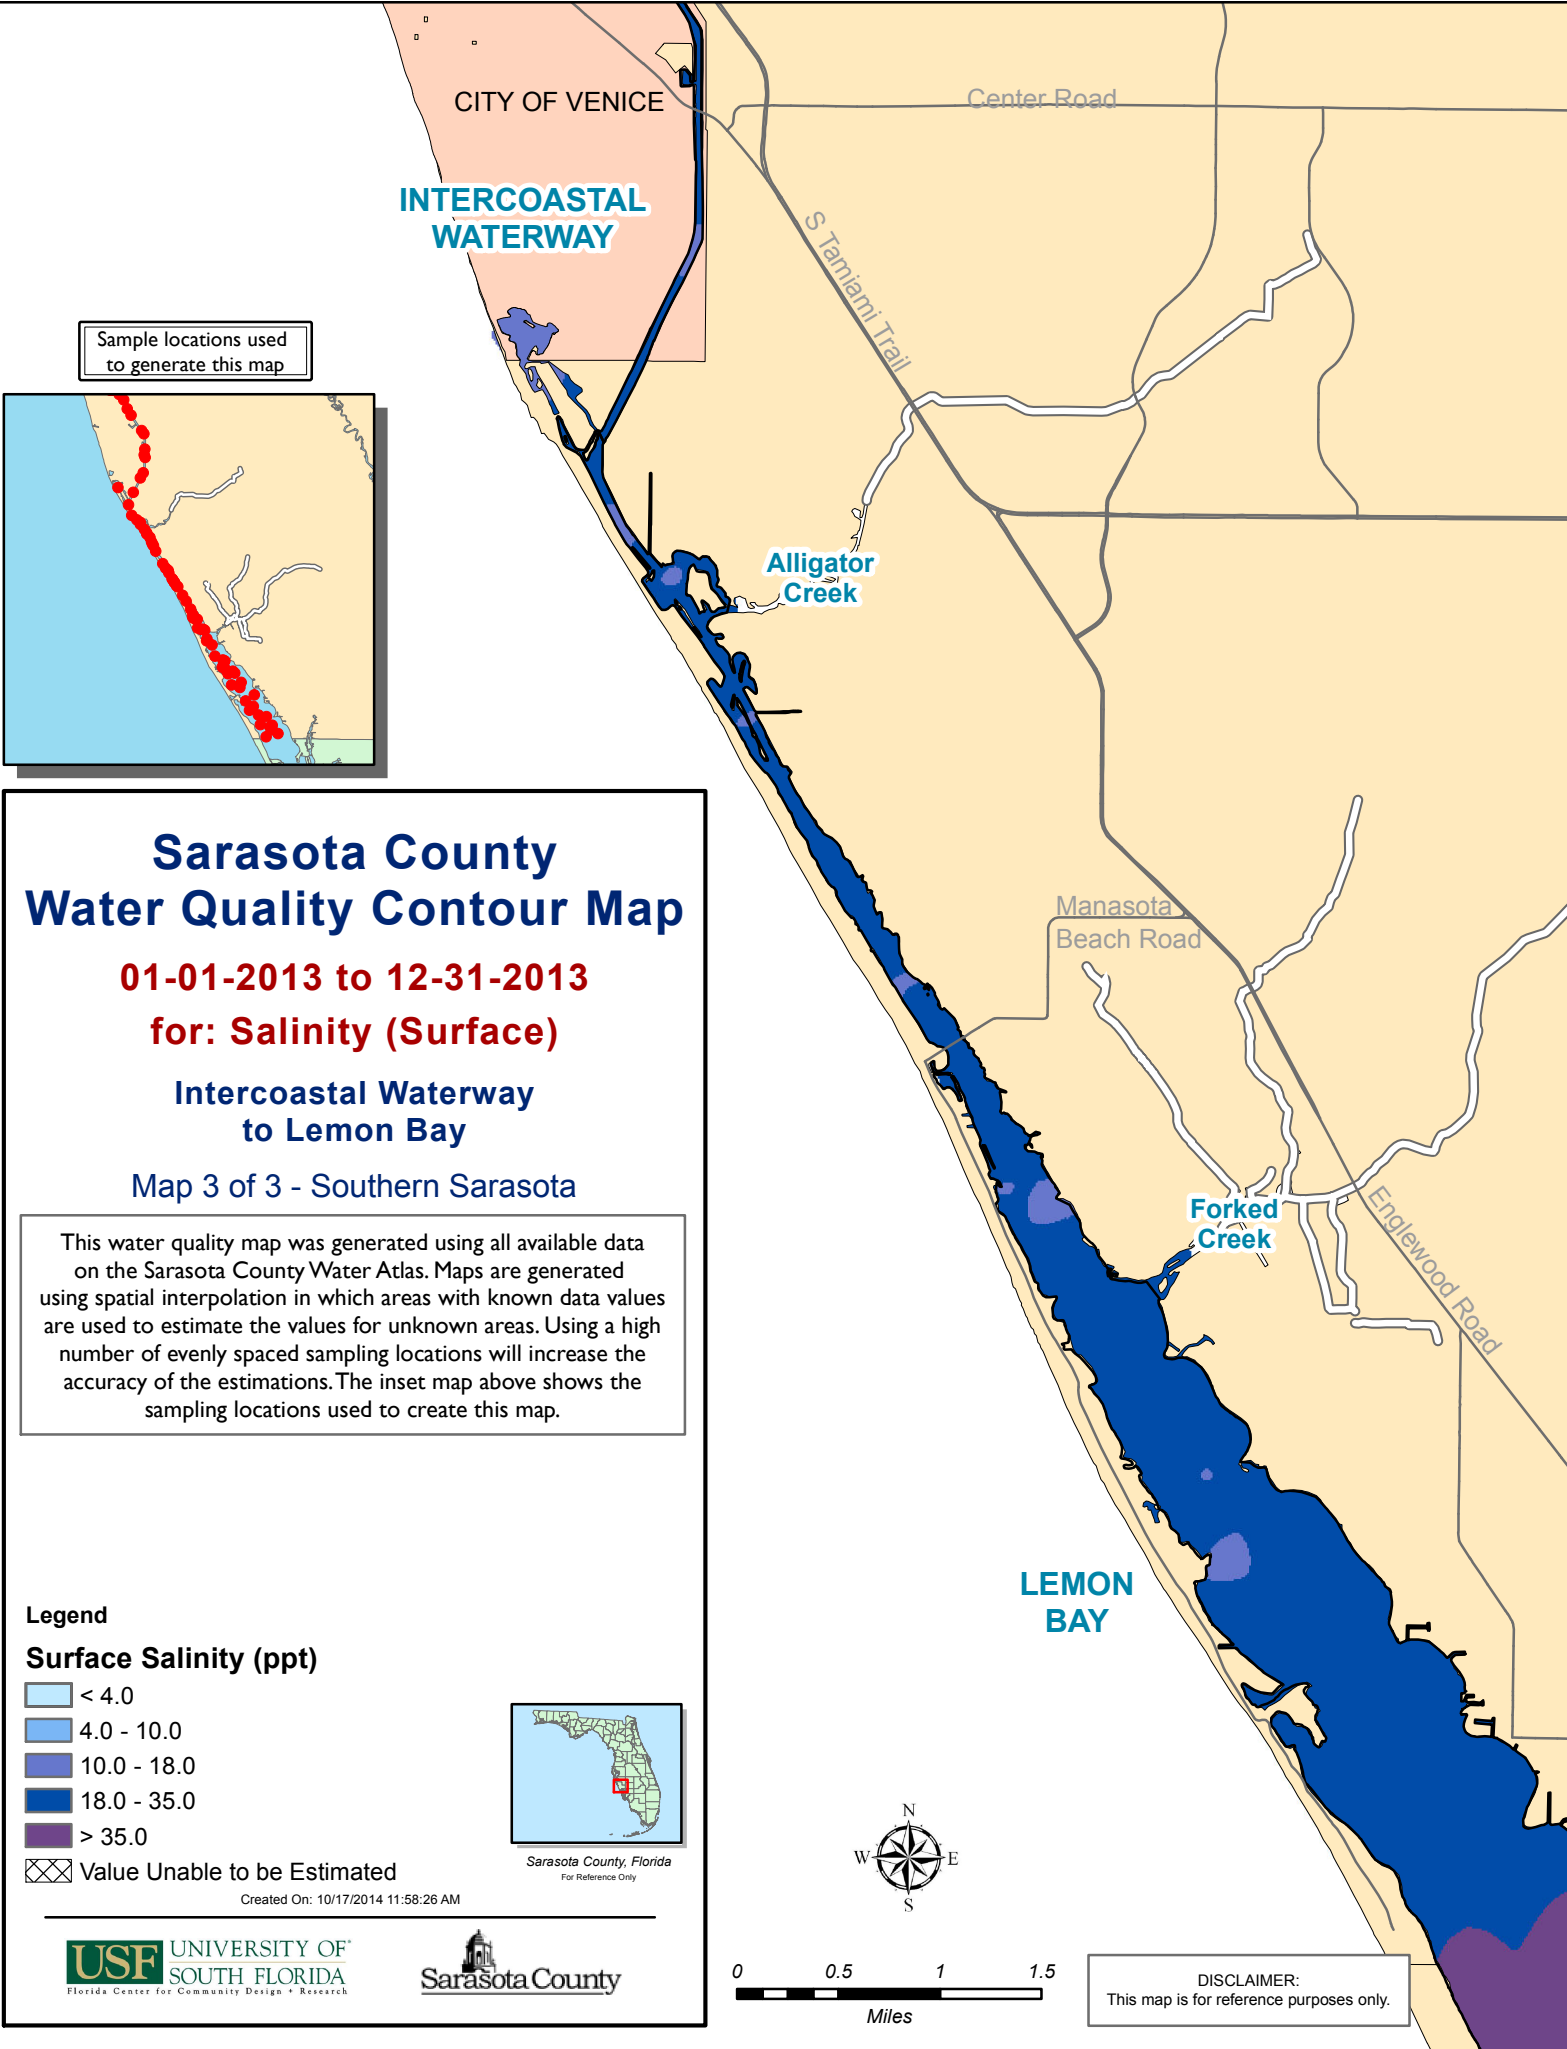 CITY OF VENICE
Center Road
INTERCOASTAL
WATERWAY
S Tamiami Trail
Sample locations used
to generate this map
Alligator
Creek
Sarasota County
Water Quality Contour Map
01-01-2013 to 12-31-2013
for: Salinity (Surface)
Intercoastal Waterway
to Lemon Bay
Map 3 of 3 - Southern Sarasota
This water quality map was generated using all available data
on the Sarasota County Water Atlas. Maps are generated
using spatial interpolation in which areas with known data values
are used to estimate the values for unknown areas. Using a high
number of evenly spaced sampling locations will increase the
accuracy of the estimations. The inset map above shows the
sampling locations used to create this map.
Manasota
Beach Road
Forked
Creek
Englewood Road
LEMON
BAY
Legend
Surface Salinity (ppt)
< 4.0
4.0 - 10.0
10.0 - 18.0
18.0 - 35.0
> 35.0
Value Unable to be Estimated
Sarasota County, Florida
For Reference Only
Created On: 10/17/2014 11:58:26 AM
USF UNIVERSITY OF
SOUTH FLORIDA
Florida Center for Community Design + Research
Sarasota County
N
W E
S
0 0.5 1 1.5
Miles
DISCLAIMER:
This map is for reference purposes only.